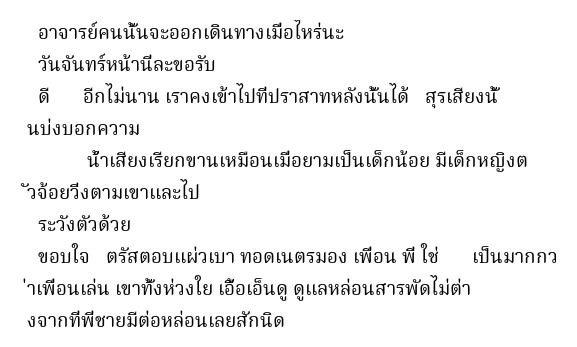 อาจารย์คนนั้นจะออกเดินทางเมื่อไหร่นะ
วันจันทร์หน้านี่ละขอรับ
ดี อีกไม่นาน เราคงเข้าไปที่ปราสาทหลังนั้นได้ สุรเสียงนั้
นบ่งบอกความ
น้ำเสียงเรียกขานเหมือนเมื่อยามเป็นเด็กน้อย มีเด็กหญิงต
ัวจ้อยวิ่งตามเขาและไป
ระวังตัวด้วย
ขอบใจ ตรัสตอบแผ่วเบา ทอดเนตรมอง เพื่อน พี่ ใช่ เป็นมากกว
่าเพื่อนเล่น เขาทั้งห่วงใย เอื้อเอ็นดู ดูแลหล่อนสารพัดไม่ต่า
งจากที่พี่ชายมีต่อหล่อนเลยสักนิด